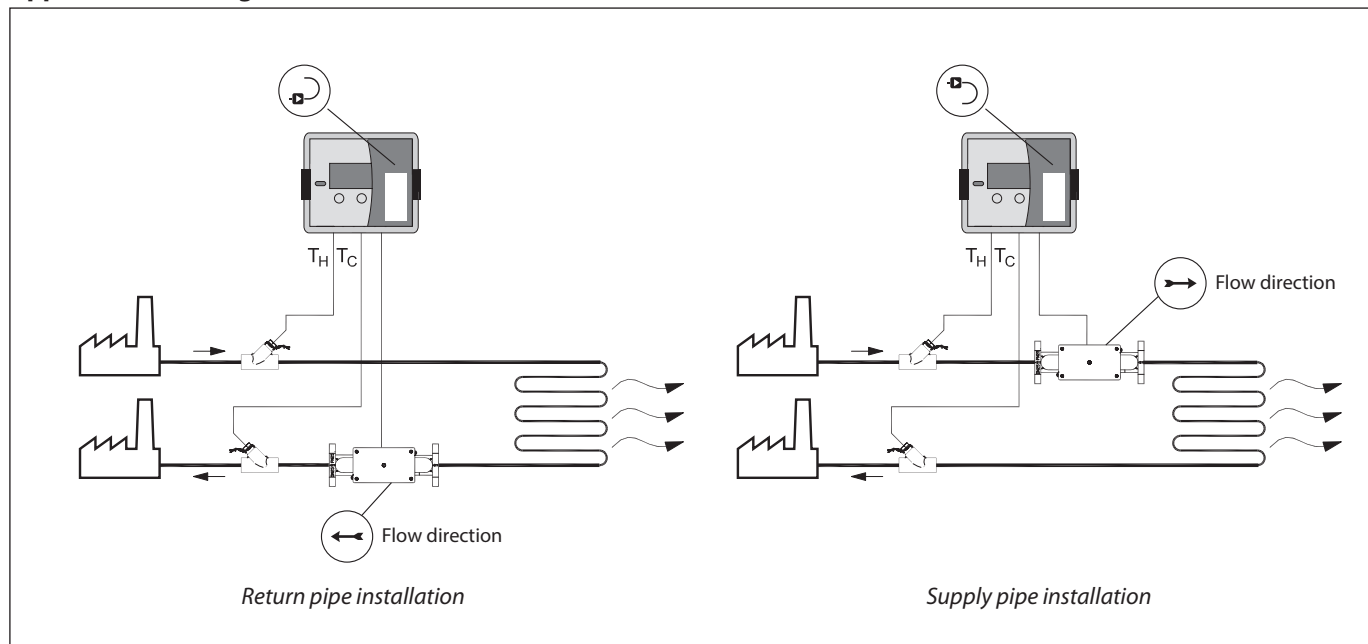 T_H T_C
Flow direction
Return pipe installation
T_H T_C
Flow direction
Supply pipe installation